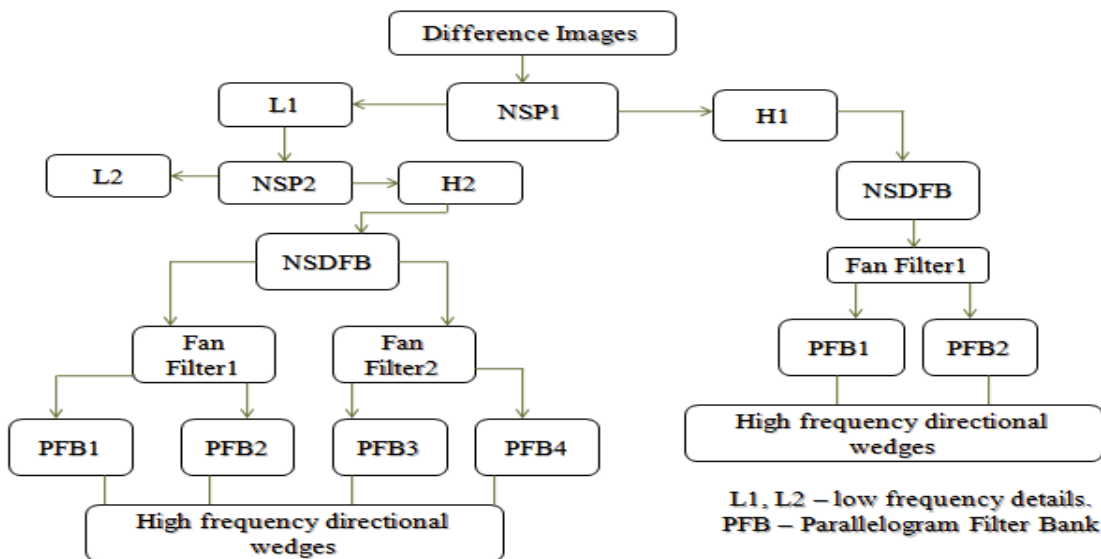 Difference Images
L1
NSP1
H1
L2
NSP2
H2
NSDFB
NSDFB
Fan Filter1
Fan
Filter1
Fan
Filter2
PFB1
PFB2
PFB1
PFB2
PFB3
PFB4
High frequency directional
wedges
High frequency directional
wedges
L1, L2 – low frequency details.
PFB – Parallelogram Filter Bank